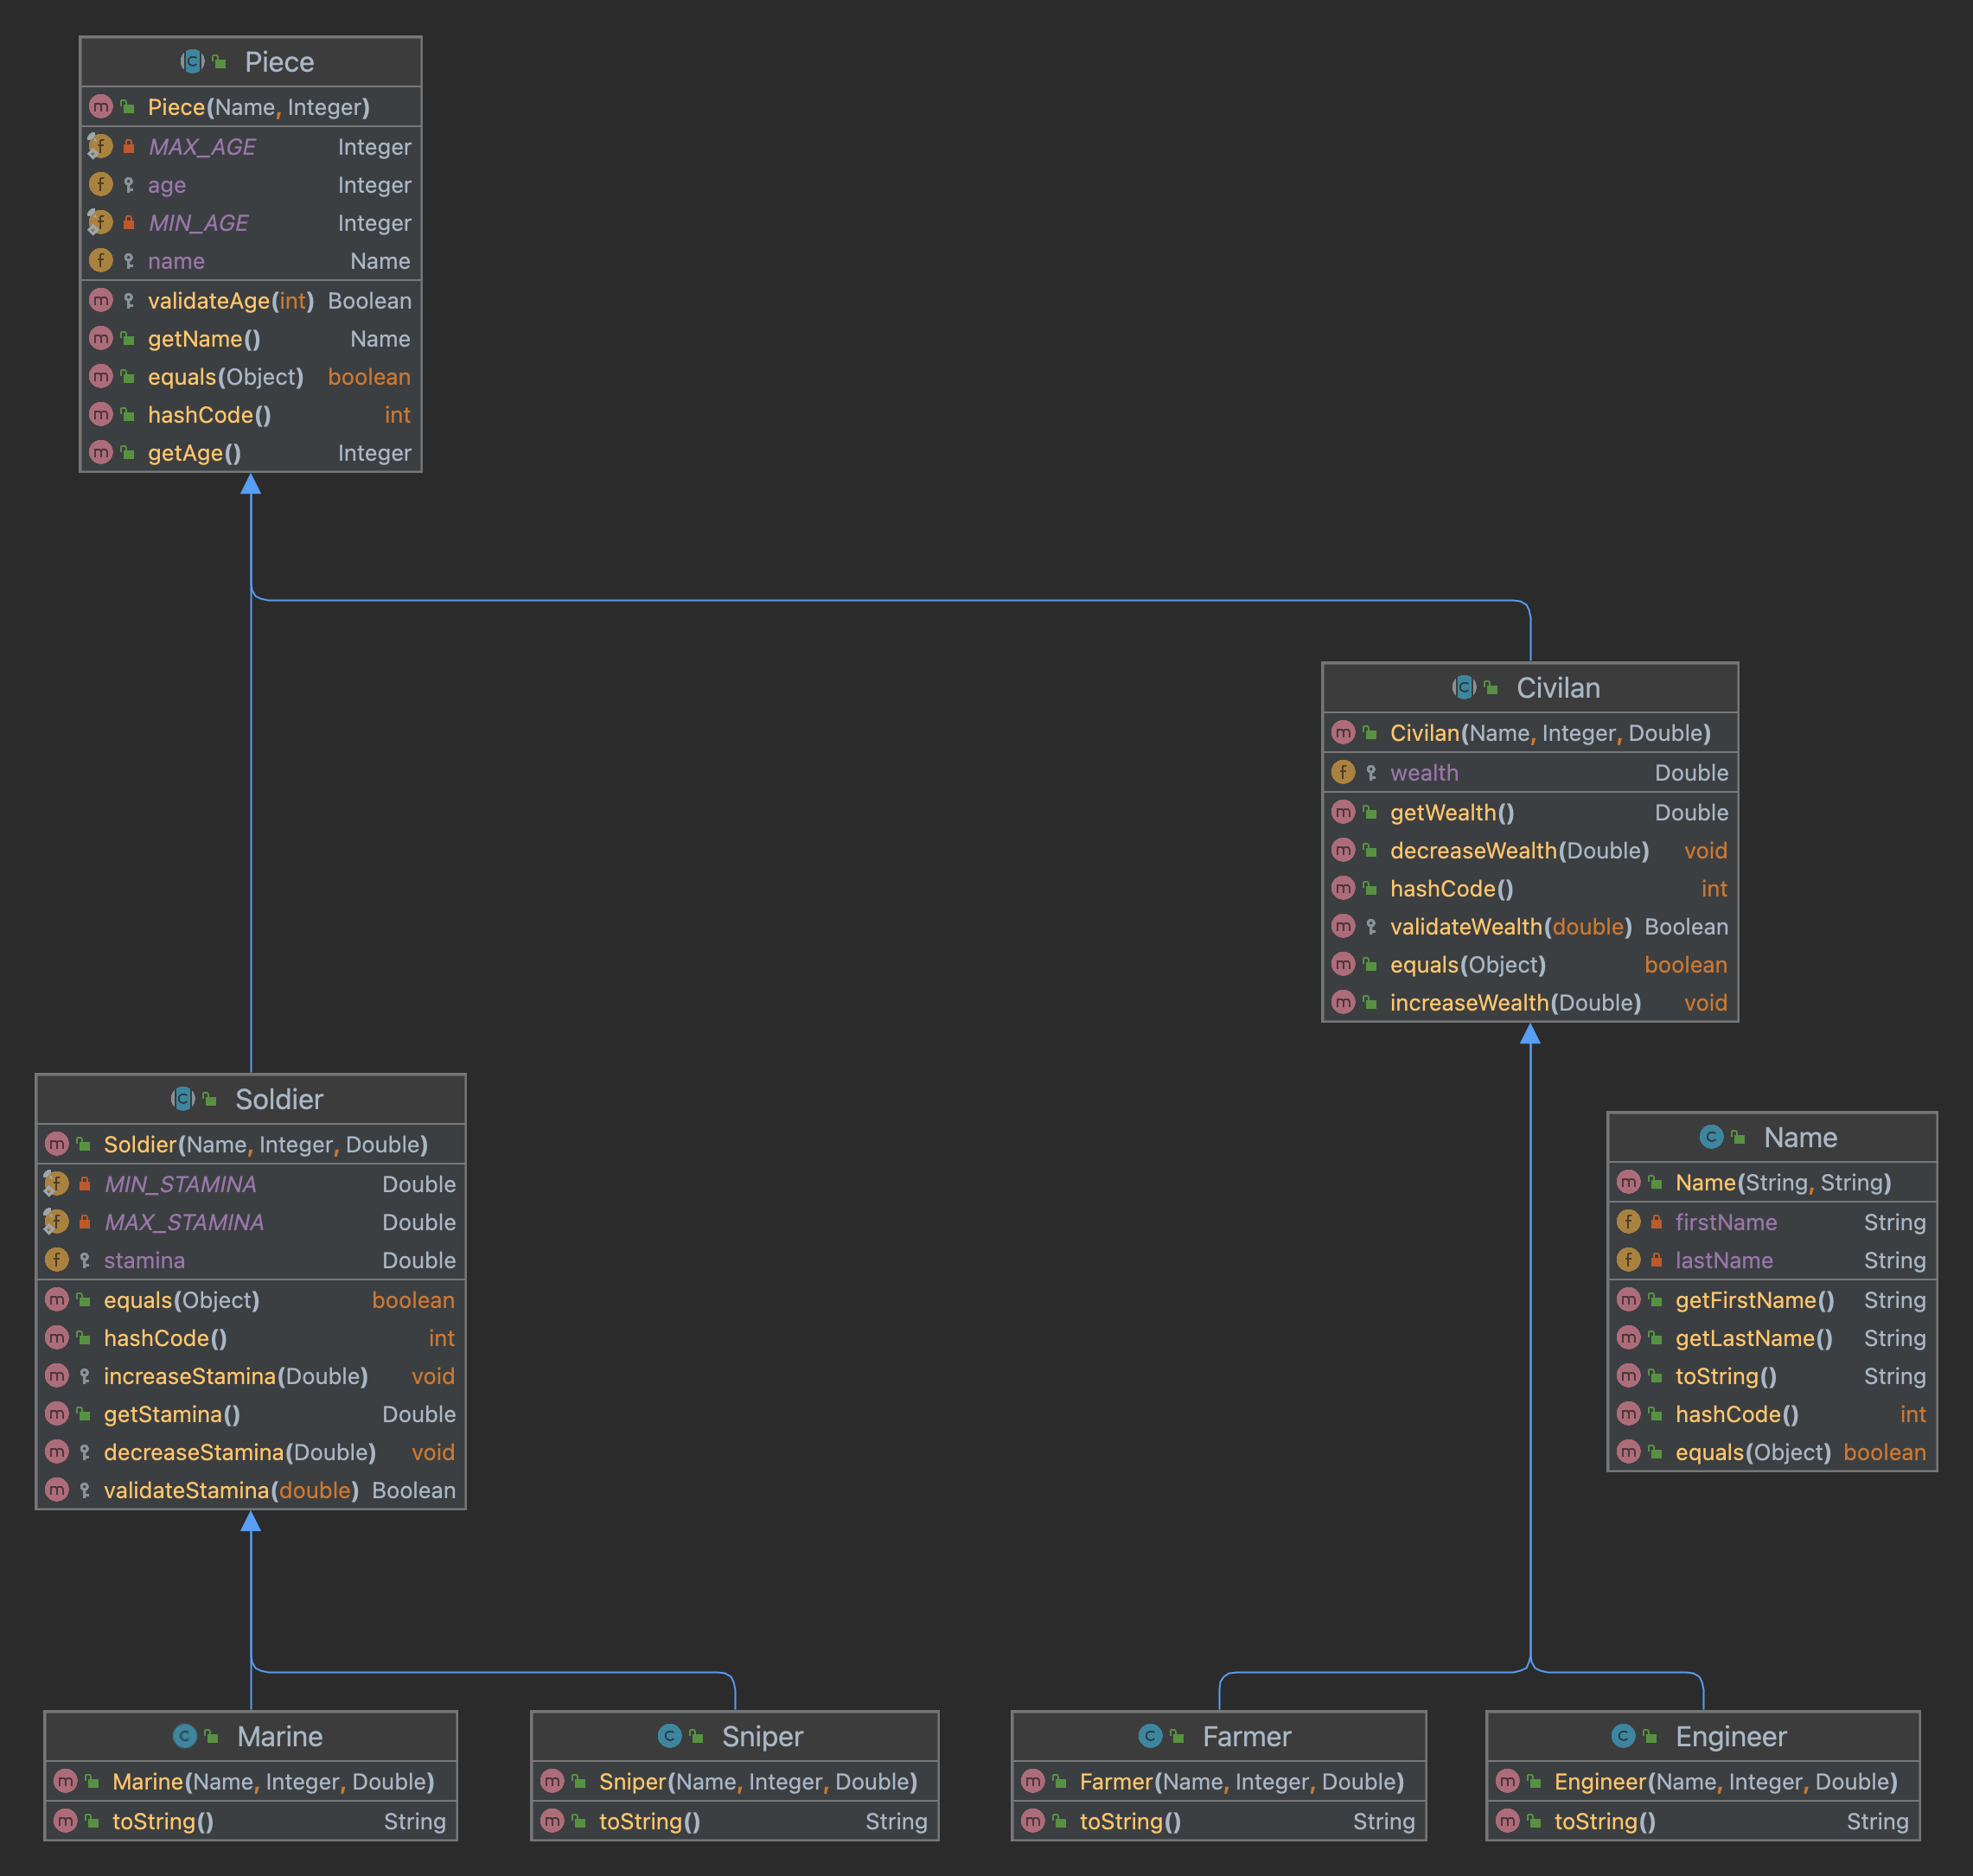 Piece
Piece(Name, Integer)
MAX_AGE Integer
age Integer
MIN_AGE Integer
name Name
validateAge(int) Boolean
getName() Name
equals(Object) boolean
hashCode() int
getAge() Integer
Civilan
Civilan(Name, Integer, Double)
wealth Double
getWealth() Double
decreaseWealth(Double) void
hashCode() int
validateWealth(double) Boolean
equals(Object) boolean
increaseWealth(Double) void
Soldier
Soldier(Name, Integer, Double)
MIN_STAMINA Double
MAX_STAMINA Double
stamina Double
equals(Object) boolean
hashCode() int
increaseStamina(Double) void
getStamina() Double
decreaseStamina(Double) void
validateStamina(double) Boolean
Name
Name(String, String)
firstName String
lastName String
getFirstName() String
getLastName() String
toString() String
hashCode() int
equals(Object) boolean
Marine
Marine(Name, Integer, Double)
toString() String
Sniper
Sniper(Name, Integer, Double)
toString() String
Farmer
Farmer(Name, Integer, Double)
toString() String
Engineer
Engineer(Name, Integer, Double)
toString() String